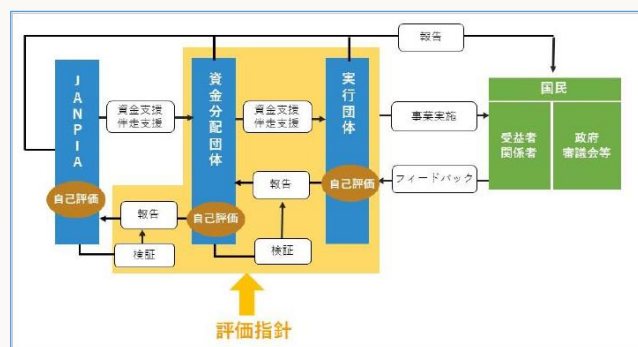 報告
JANPIA
資金支援
伴走支援
資金分配団体
資金支援
伴走支援
実行団体
事業実施
国民
受益者
関係者
政府
審議会等
フィードバック
自己評価
報告
検証
自己評価
報告
検証
自己評価
評価指針